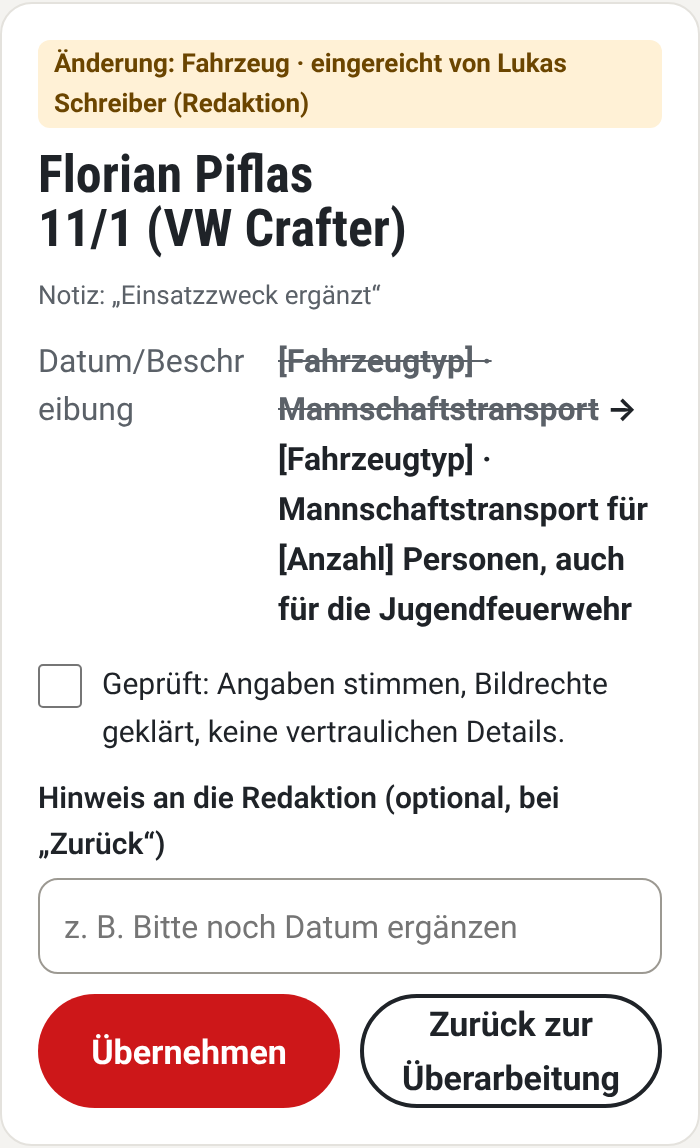 Änderung: Fahrzeug · eingereicht von Lukas
Schreiber (Redaktion)
Florian Piflas
11/1 (VW Crafter)
Notiz: „Einsatzzweck ergänzt“
Datum/Beschr
eibung
[Fahrzeugtyp] ·
Mannschaftstransport →
[Fahrzeugtyp] ·
Mannschaftstransport für
[Anzahl] Personen, auch
für die Jugendfeuerwehr
Geprüft: Angaben stimmen, Bildrechte
geklärt, keine vertraulichen Details.
Hinweis an die Redaktion (optional, bei
„Zurück“)
z. B. Bitte noch Datum ergänzen
Übernehmen
Zurück zur
Überarbeitung